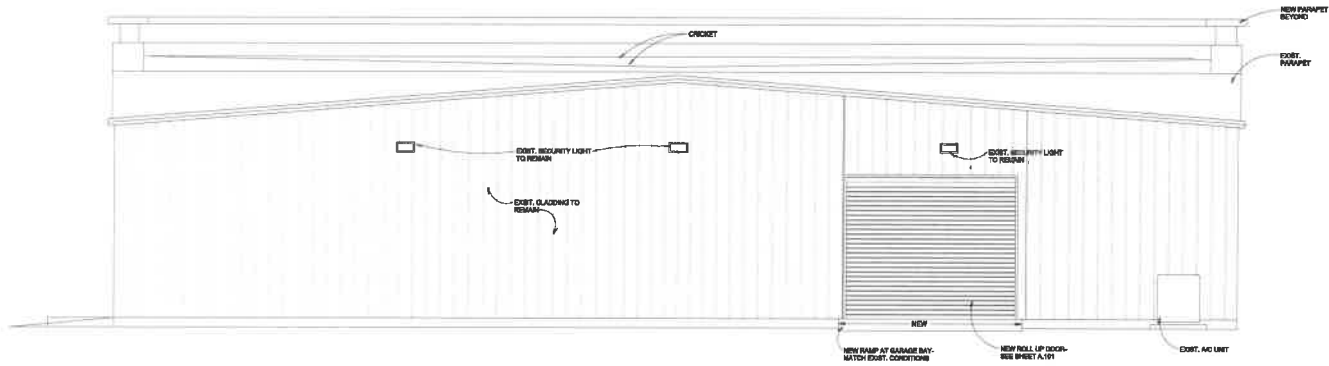 NEW PARAPET
BEYOND
CRICKET
EXIST.
PARAPET
EXIST. SECURITY LIGHT
TO REMAIN
EXIST. SECURITY LIGHT
TO REMAIN
EXIST. CLADDING TO
REMAIN
NEW
NEW RAMP AT GARAGE BAY-
MATCH EXIST. CONDITIONS
NEW ROLL UP DOOR-
SEE SHEET A.101
EXIST. A/C UNIT